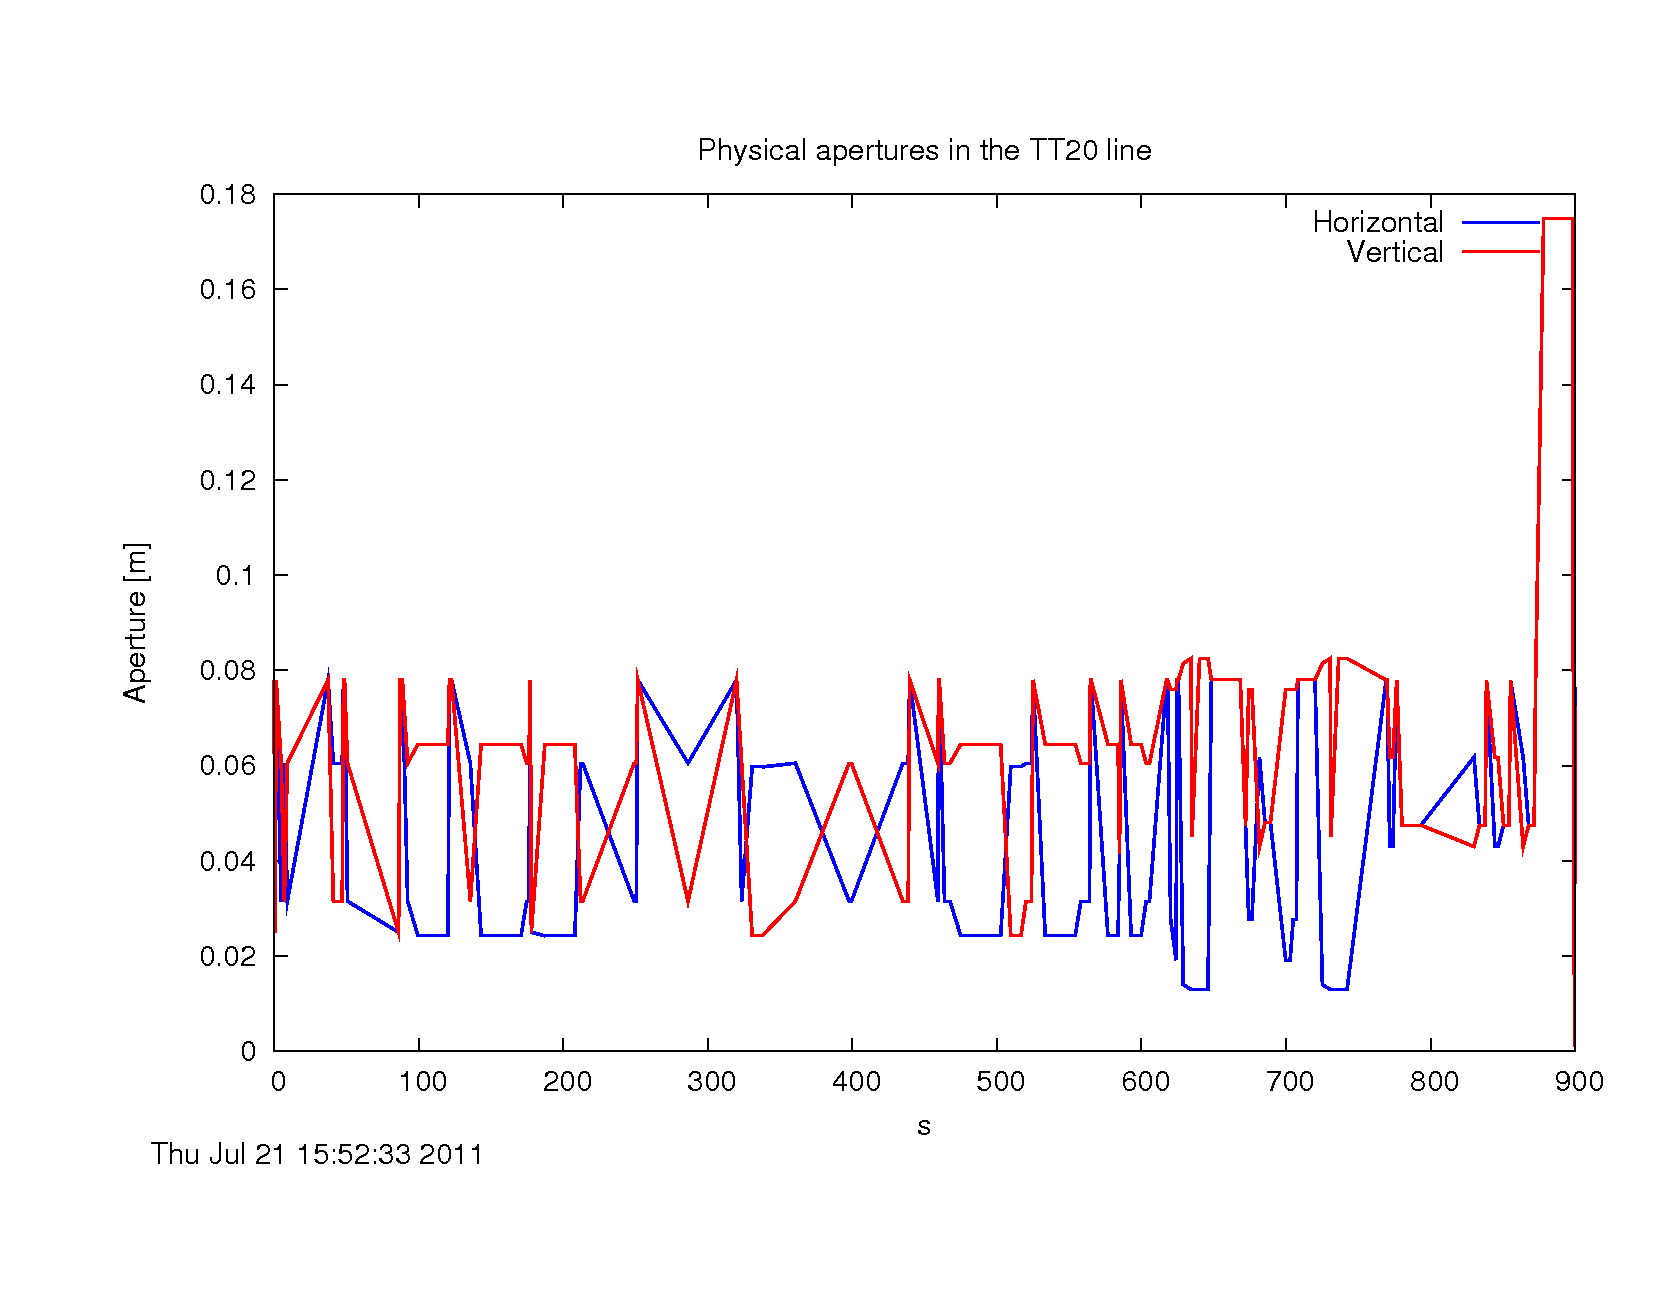 Physical apertures in the TT20 line
Horizontal
Vertical
0.18
0.16
0.14
0.12
0.1
0.08
0.06
0.04
0.02
0
Aperture [m]
0 100 200 300 400 500 600 700 800 900
s
Thu Jul 21 15:52:33 2011